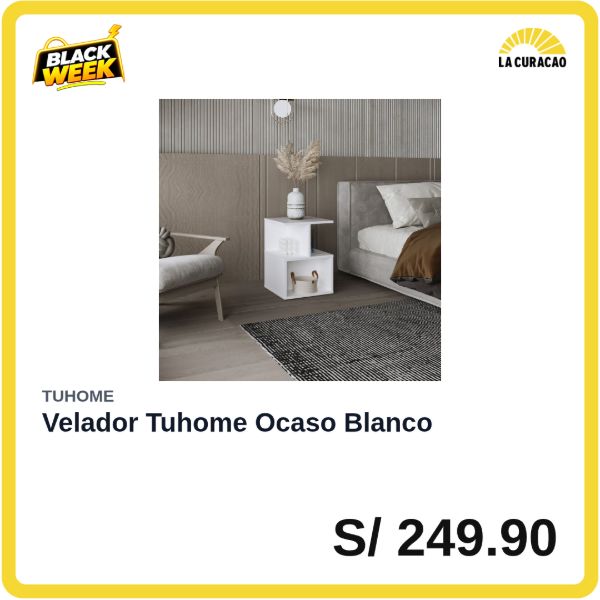 BLACK
WEEK
LA CURACAO
TUHOME
Velador Tuhome Ocaso Blanco
S/ 249.90